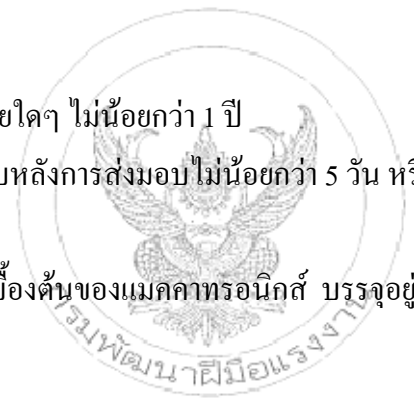 ยใดๆ ไม่น้อยกว่า 1 ปี
บหลังการส่งมอบไม่น้อยกว่า 5 วัน หรื
บื้องต้นของแมคคาทรอนิกส์ บรรจุอยู่
กรมพัฒนาฝีมือแรงงาน